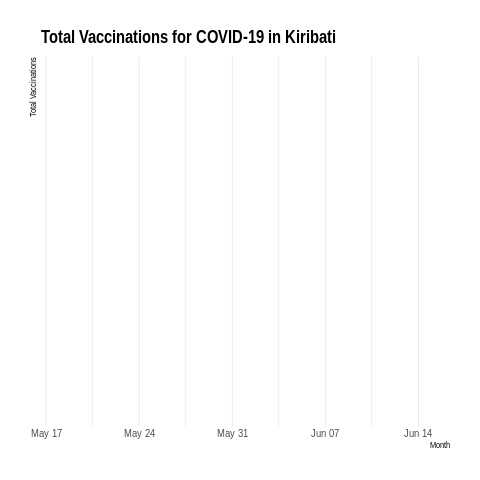 Total Vaccinations for COVID-19 in Kiribati
Total Vaccinations
May 17 May 24 May 31 Jun 07 Jun 14
Month